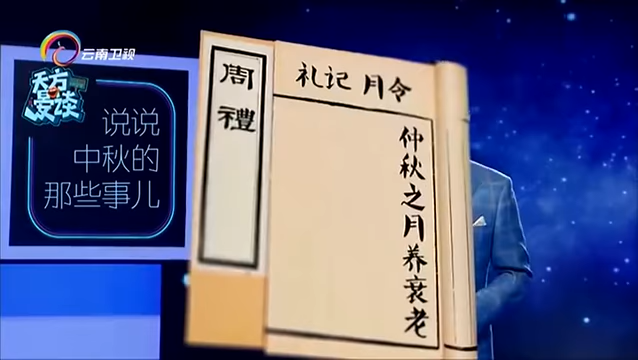 云南卫视
天方夜谈
说说
中秋的
那些事儿
周禮
礼记 月令
仲秋之月养衰老